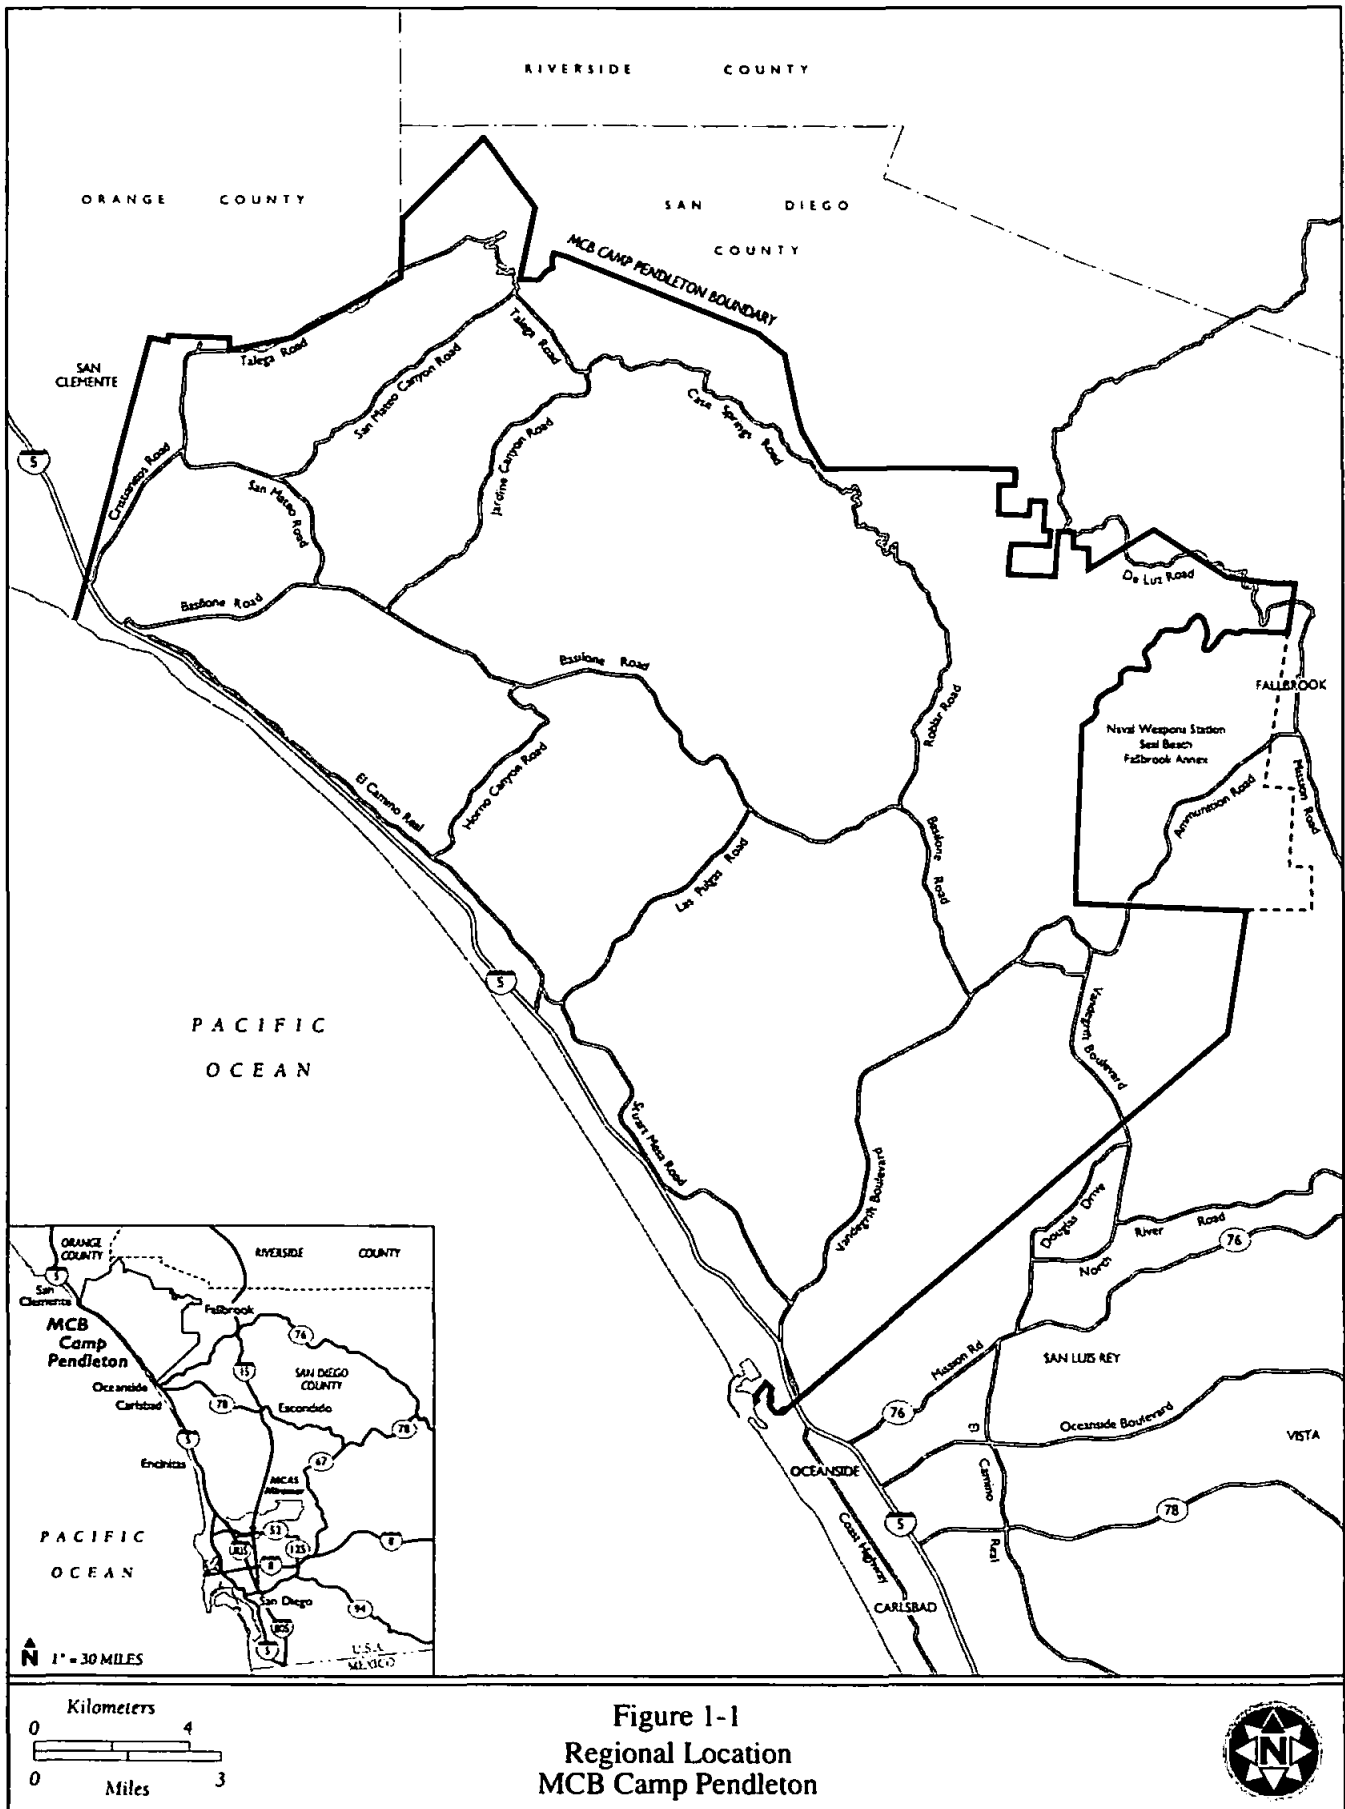 RIVERSIDE COUNTY
ORANGE COUNTY
SAN DIEGO
COUNTY
MCB CAMP PENDLETON BOUNDARY
SAN
CLEMENTE
Talega Road
Talega Road
San Mateo Canyon Road
Cristianitos Road
San Mateo Road
Jardine Canyon Road
Case Springs Road
5
De Luz Road
Basilone Road
Basilone Road
FALLBROOK
Naval Weapons Station
Seal Beach
Fallbrook Annex
Roblar Road
Ammunition Road
Mission Road
El Camino Real
Horno Canyon Road
Las Pulgas Road
Basilone Road
5
Vandegrift Boulevard
PACIFIC
OCEAN
Stuart Mesa Road
Vandegrift Boulevard
Douglas Drive
North River Road
76
Mission Rd
SAN LUIS REY
76
Oceanside Boulevard
VISTA
El Camino Real
OCEANSIDE
78
5
Coast Highway
CARLSBAD
ORANGE
COUNTY
RIVERSIDE COUNTY
5
San
Clemente
Fallbrook
MCB
Camp
Pendleton
76
15
SAN DIEGO
COUNTY
Oceanside
Carlsbad
78
Escondido
78
5
Encinitas
67
MCAS
Miramar
PACIFIC
OCEAN
52
125
8
805
8
San Diego
94
805
5
U.S.A.
MEXICO
N 1" = 30 MILES
Kilometers
0 4
0 3
Miles
Figure 1-1
Regional Location
MCB Camp Pendleton
N